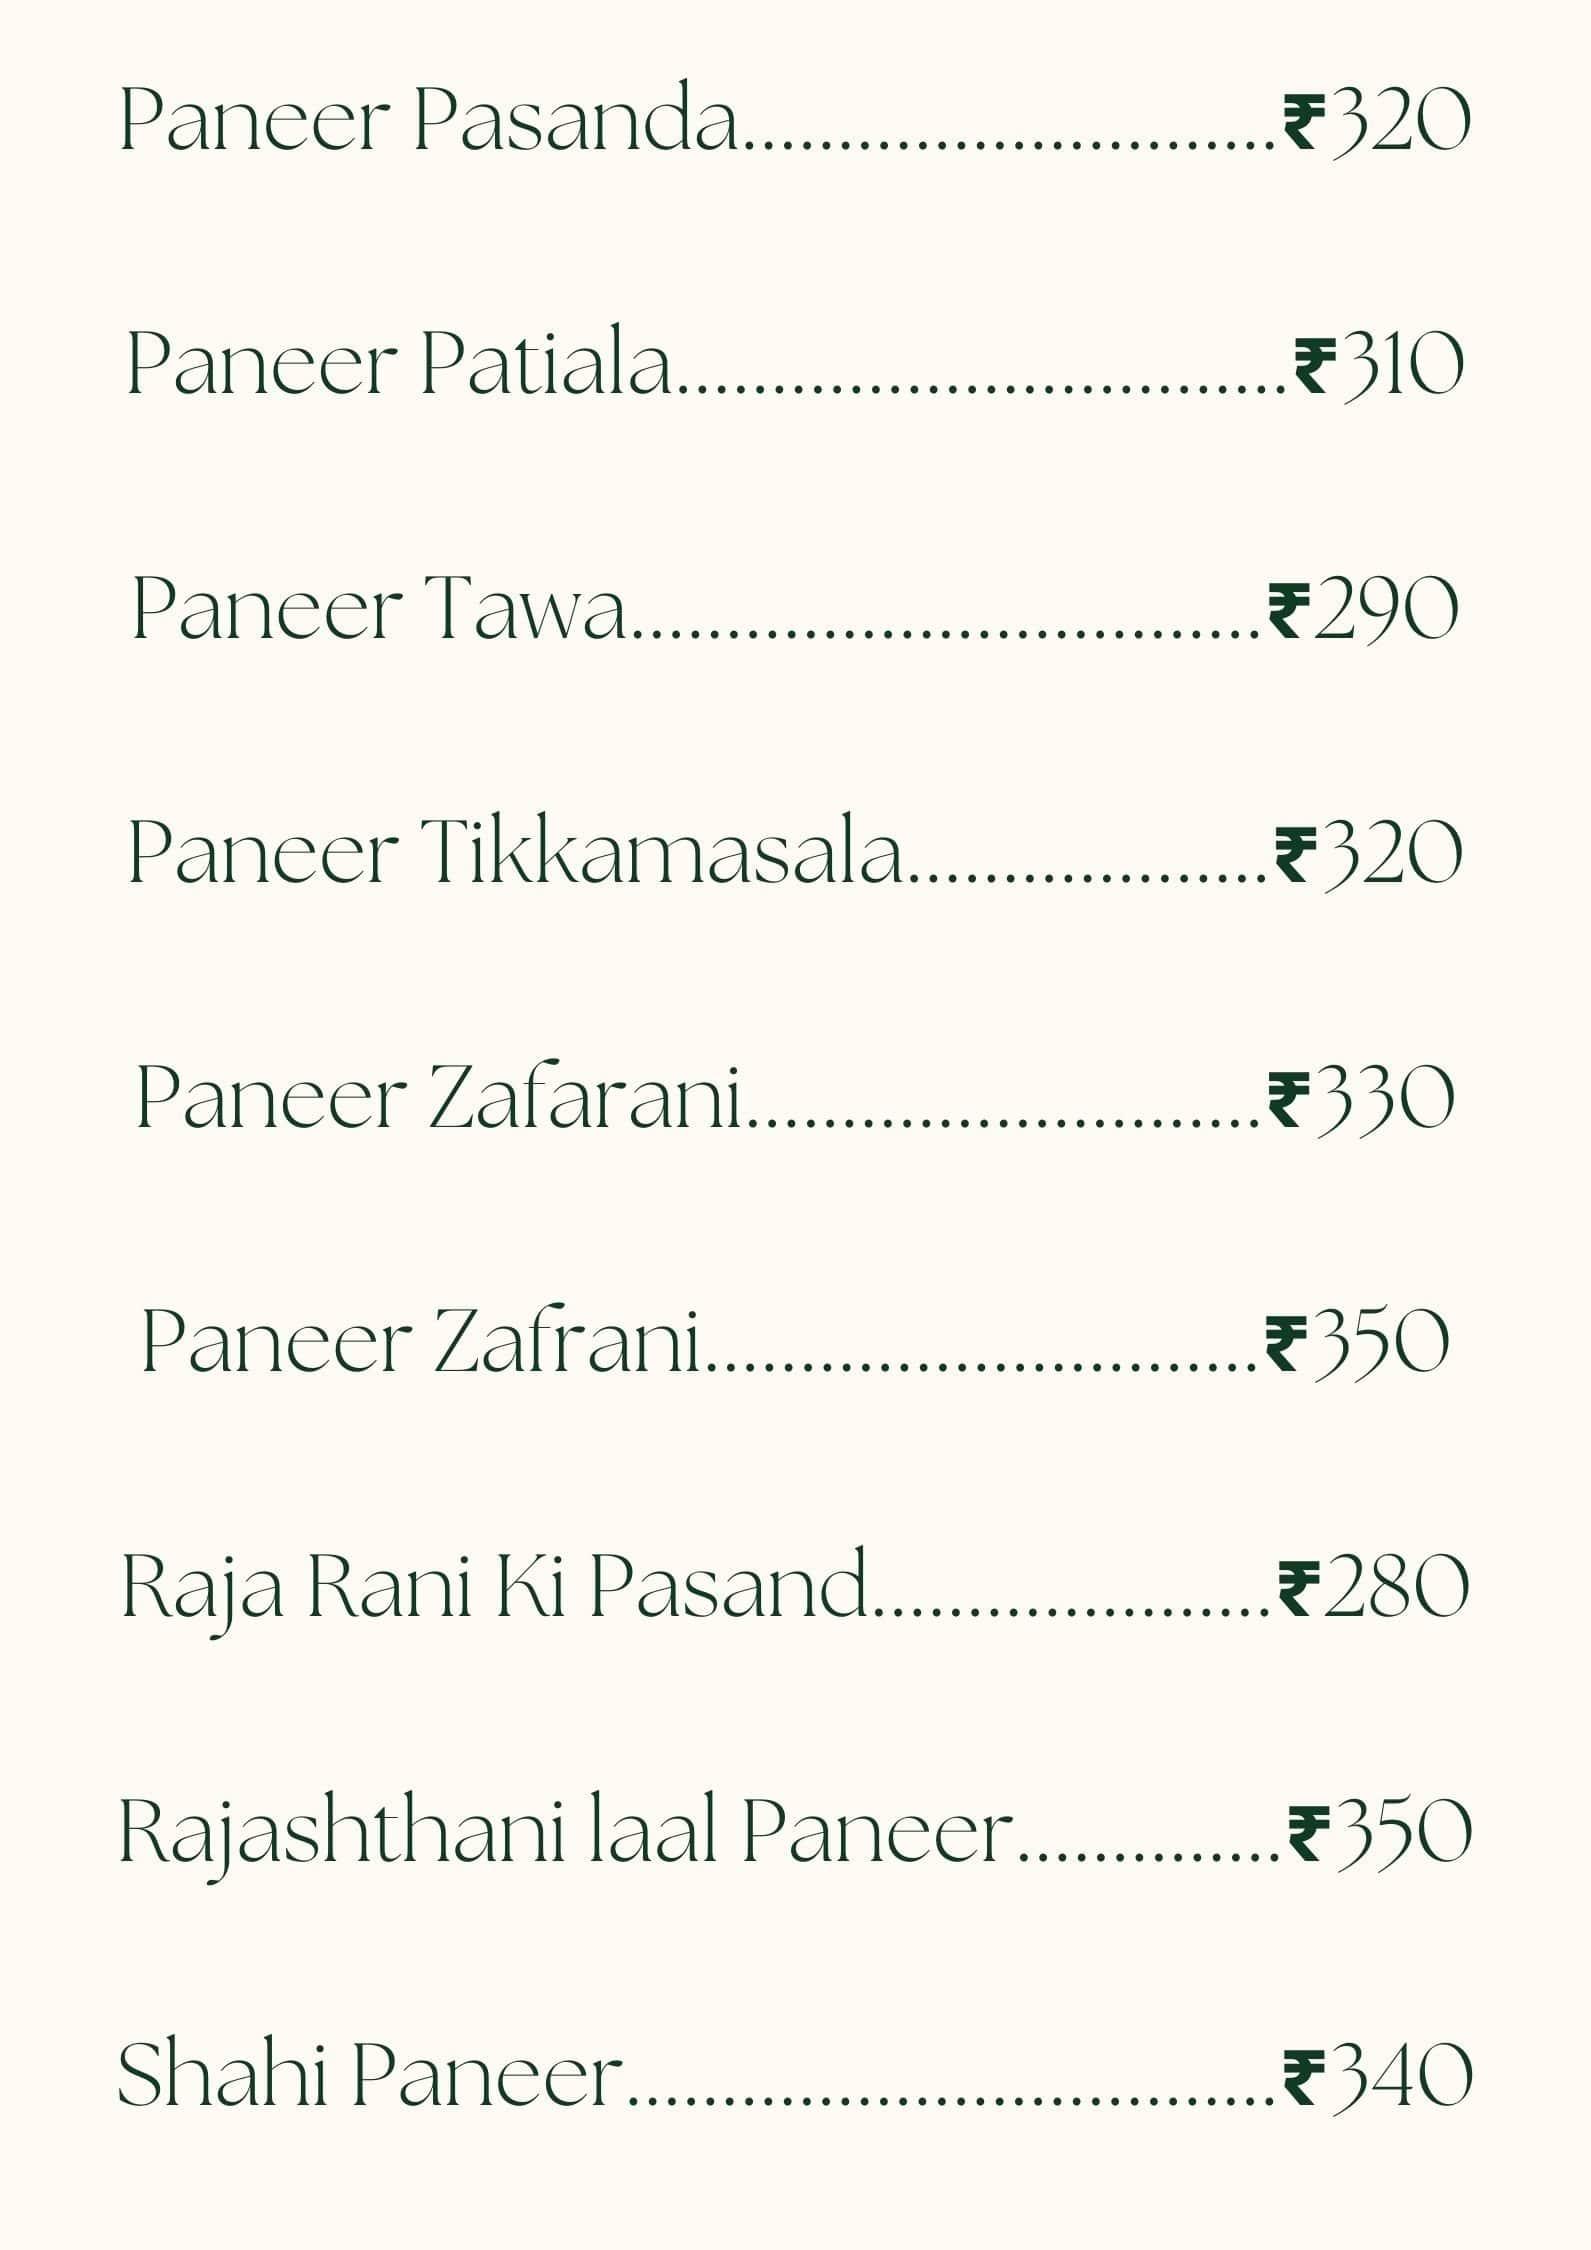 Paneer Pasanda............................₹320
Paneer Patiala................................₹310
Paneer Tawa.................................₹290
Paneer Tikkamasala...................₹320
Paneer Zafarani...........................₹330
Paneer Zafrani.............................₹350
Raja Rani Ki Pasand.....................₹280
Rajashthani laal Paneer..............₹350
Shahi Paneer..................................₹340